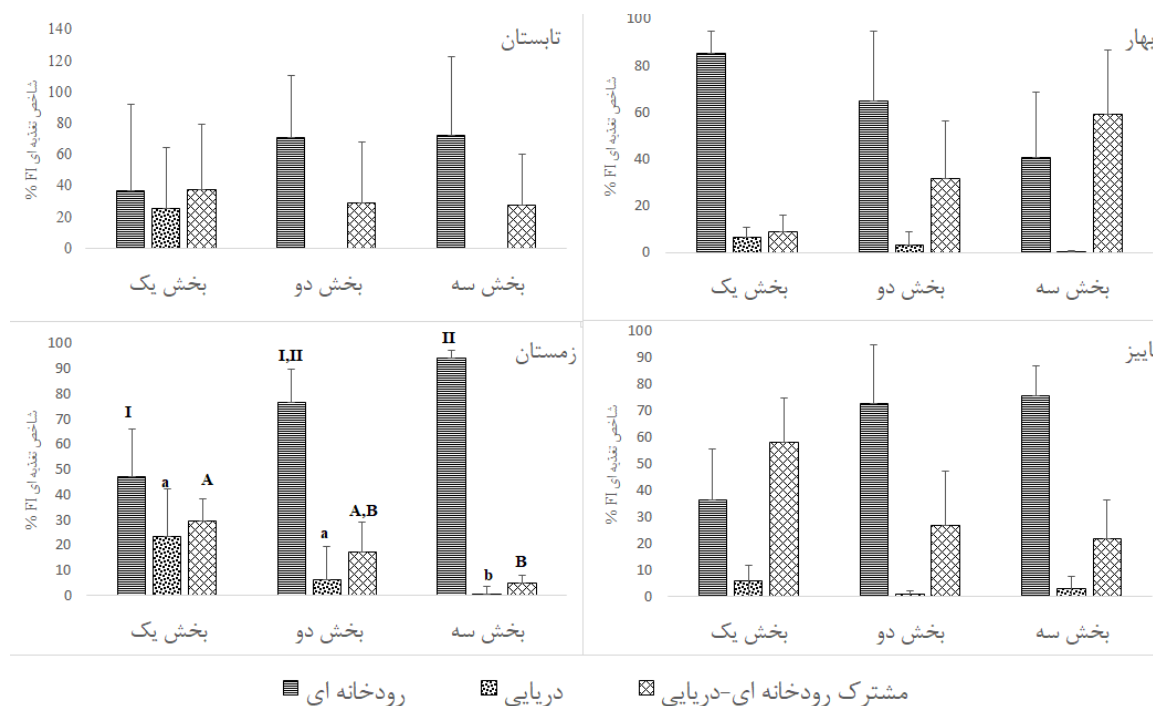 تابستان
% FI شاخص تغذیه ای
140
120
100
80
60
40
20
0
بخش یک بخش دو بخش سه
بهار
% FI شاخص تغذیه ای
100
80
60
40
20
0
بخش یک بخش دو بخش سه
زمستان
% FI شاخص تغذیه ای
100
90
80
70
60
50
40
30
20
10
0
I a A I,II a A,B II b B
بخش یک بخش دو بخش سه
اییز
% FI شاخص تغذیه ای
100
90
80
70
60
50
40
30
20
10
0
بخش یک بخش دو بخش سه
رودخانه ای دریایی مشترک رودخانه ای-دریایی